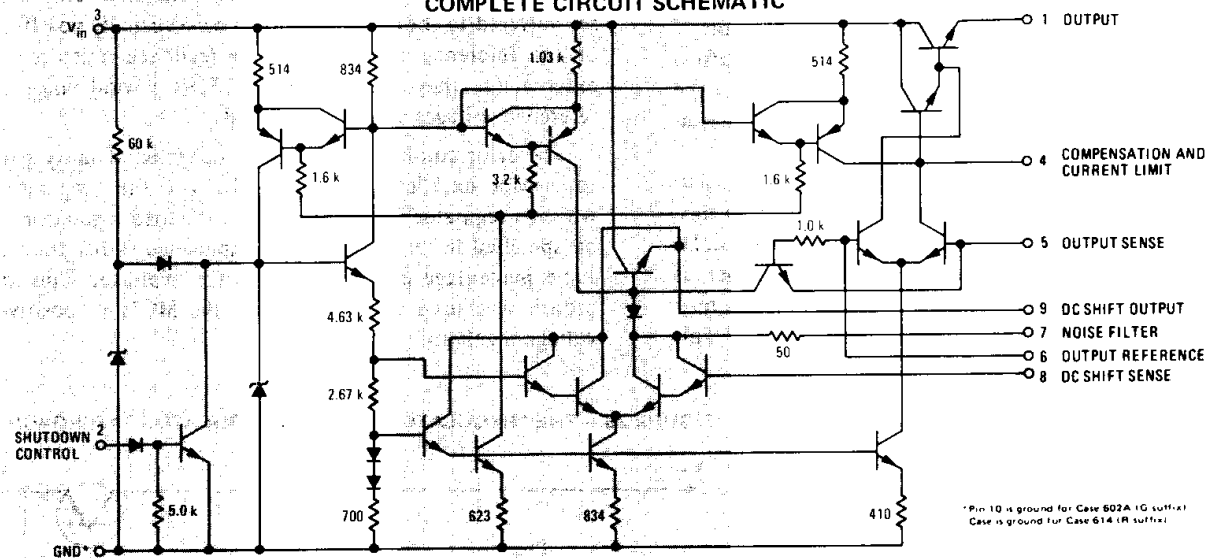 COMPLETE CIRCUIT SCHEMATIC
3
Vin
1 OUTPUT
514
834
1.03 k
514
60 k
1.6 k
3.2 k
1.6 k
4 COMPENSATION AND
CURRENT LIMIT
1.0 k
5 OUTPUT SENSE
4.63 k
9 DC SHIFT OUTPUT
7 NOISE FILTER
50
6 OUTPUT REFERENCE
8 DC SHIFT SENSE
2.67 k
SHUTDOWN 2
CONTROL
5.0 k
700
623
834
410
*Pin 10 is ground for Case 602A (G suffix)
Case is ground for Case 614 (R suffix)
GND*